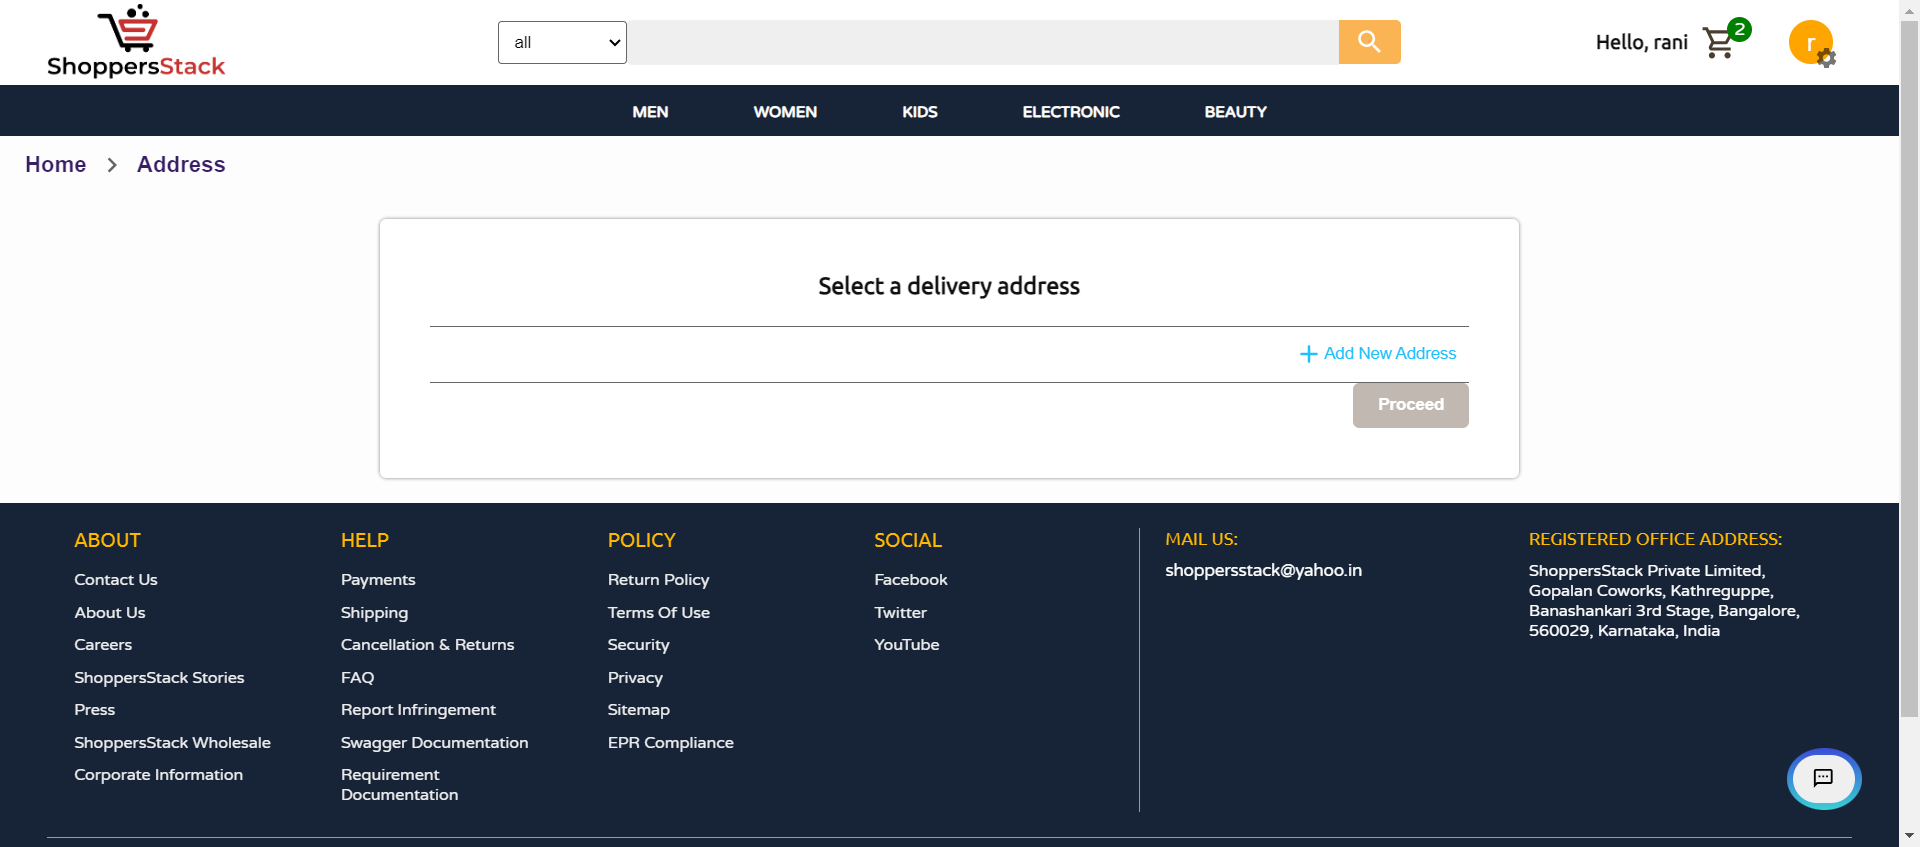 ShoppersStack
all
Hello, rani
2
r
MEN WOMEN KIDS ELECTRONIC BEAUTY
Home > Address
Select a delivery address
+ Add New Address
Proceed
ABOUT
Contact Us
About Us
Careers
ShoppersStack Stories
Press
ShoppersStack Wholesale
Corporate Information
HELP
Payments
Shipping
Cancellation & Returns
FAQ
Report Infringement
Swagger Documentation
Requirement
Documentation
POLICY
Return Policy
Terms Of Use
Security
Privacy
Sitemap
EPR Compliance
SOCIAL
Facebook
Twitter
YouTube
MAIL US:
shoppersstack@yahoo.in
REGISTERED OFFICE ADDRESS:
ShoppersStack Private Limited,
Gopalan Coworks, Kathreguppe,
Banashankari 3rd Stage, Bangalore,
560029, Karnataka, India